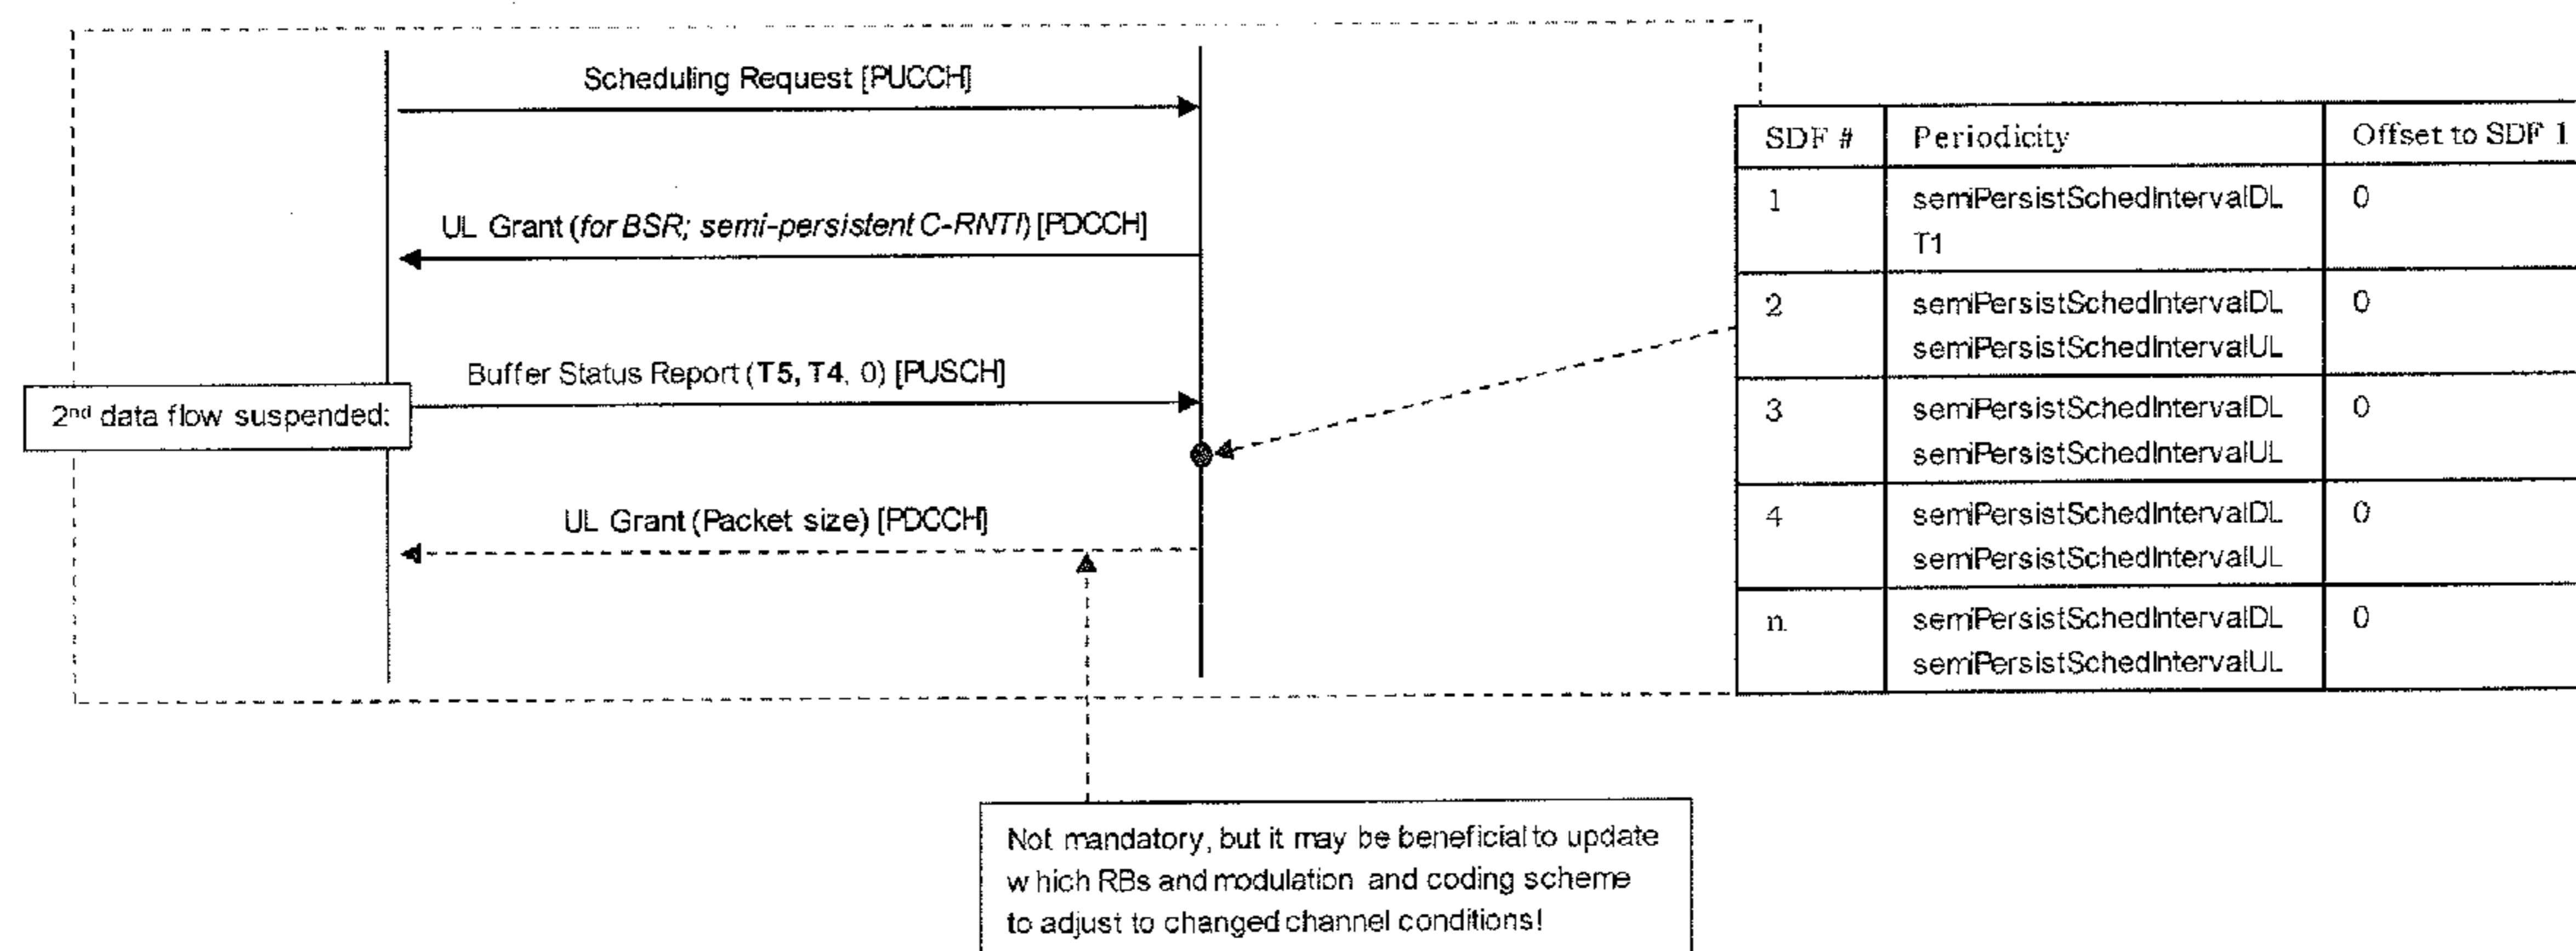 Scheduling Request [PUCCH]
UL Grant (for BSR; semi-persistent C-RNTI) [PDCCH]
Buffer Status Report (T5, T4, 0) [PUSCH]
2nd data flow suspended:
UL Grant (Packet size) [PDCCH]
SDF # Periodicity Offset to SDF 1
1 semiPersistSchedIntervalDL 0
T1
2 semiPersistSchedIntervalDL 0
semiPersistSchedIntervalUL
3 semiPersistSchedIntervalDL 0
semiPersistSchedIntervalUL
4 semiPersistSchedIntervalDL 0
semiPersistSchedIntervalUL
n semiPersistSchedIntervalDL 0
semiPersistSchedIntervalUL
Not mandatory, but it may be beneficial to update
which RBs and modulation and coding scheme
to adjust to changed channel conditions!